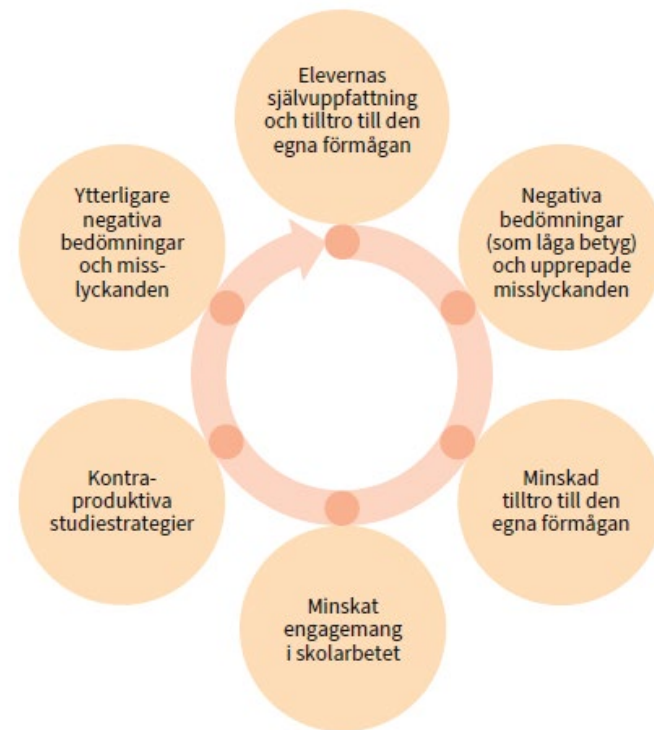 Elevernas
självuppfattning
och tilltro till den
egna förmågan
Negativa
bedömningar
(som låga betyg)
och upprepade
misslyckanden
Minskad
tilltro till den
egna förmågan
Minskat
engagemang
i skolarbetet
Kontra-
produktiva
studiestrategier
Ytterligare
negativa
bedömningar
och miss-
lyckanden